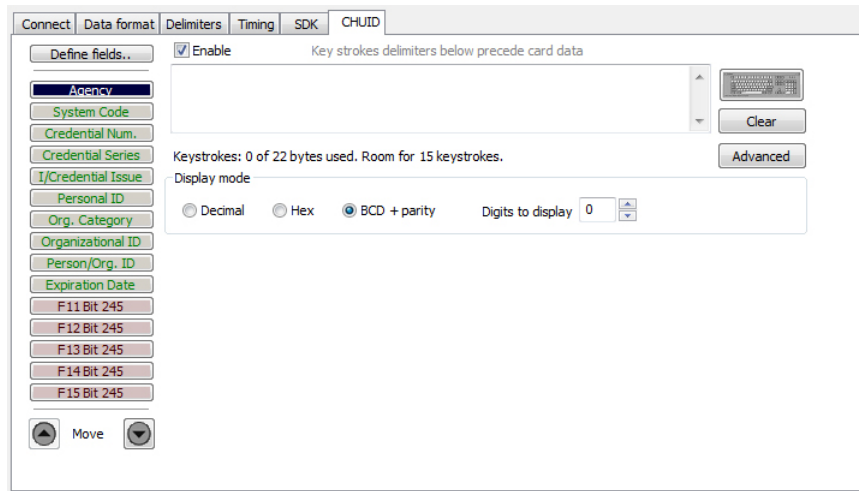 Connect Data format Delimiters Timing SDK CHUID
Define fields..
Enable Key strokes delimiters below precede card data
Agency
System Code
Clear
Credential Num.
Credential Series
Keystrokes: 0 of 22 bytes used. Room for 15 keystrokes.
Advanced
I/Credential Issue
Display mode
Personal ID
Decimal Hex BCD + parity Digits to display 0
Org. Category
Organizational ID
Person/Org. ID
Expiration Date
F11 Bit 245
F12 Bit 245
F13 Bit 245
F14 Bit 245
F15 Bit 245
Move